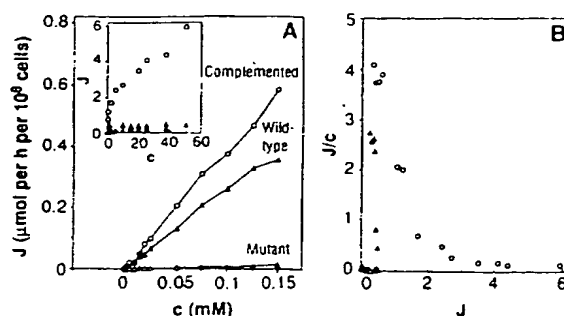 A
0.8
0.6
0.4
0.2
0
J (µmol per h per 10⁸ cells)
0
0.05
0.10
0.15
c (mM)
6
4
2
0
J
0
20
40
60
c
Complemented
Wild-
type
Mutant
B
5
4
3
2
1
0
J/c
0
2
4
6
J